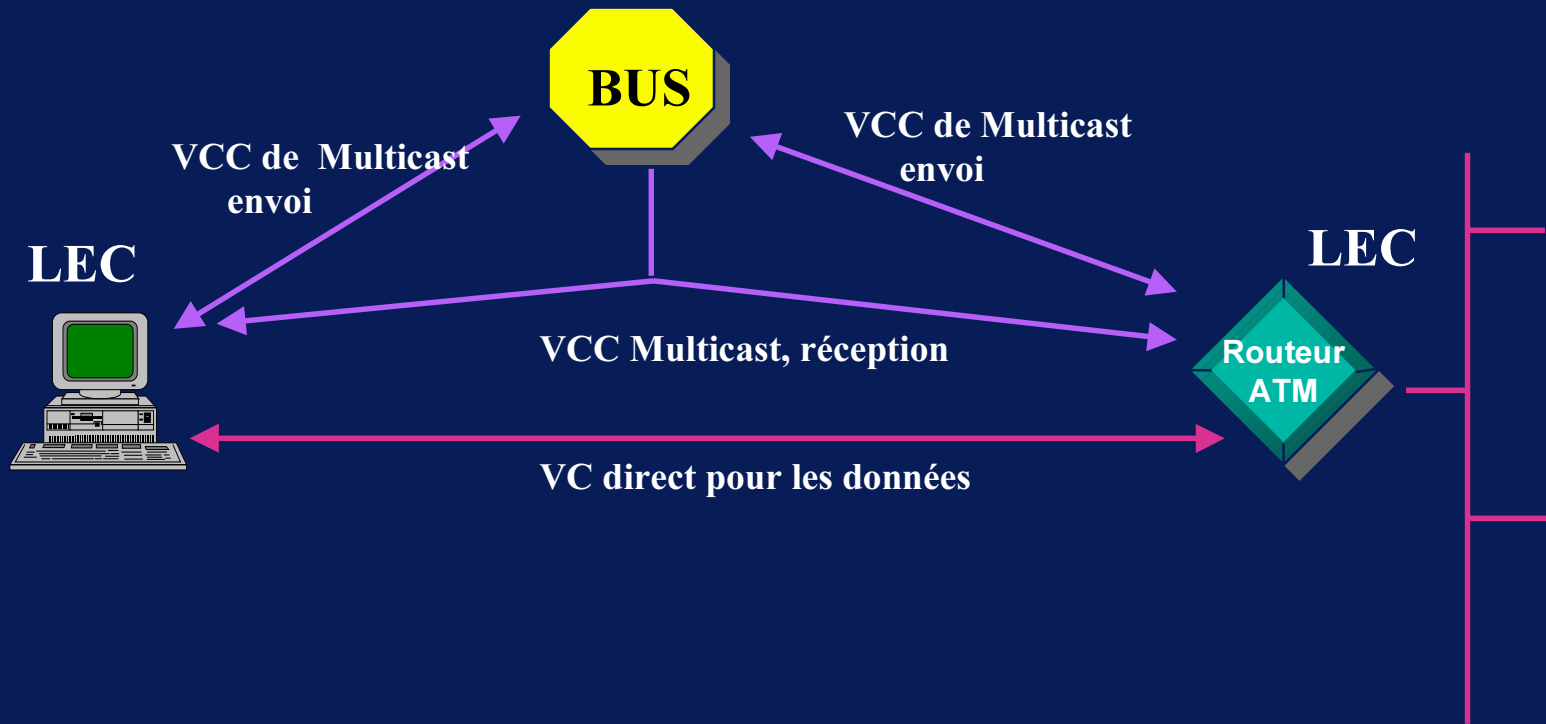 BUS
VCC de Multicast
envoi
VCC de Multicast
envoi
LEC
LEC
VCC Multicast, réception
Routeur
ATM
VC direct pour les données